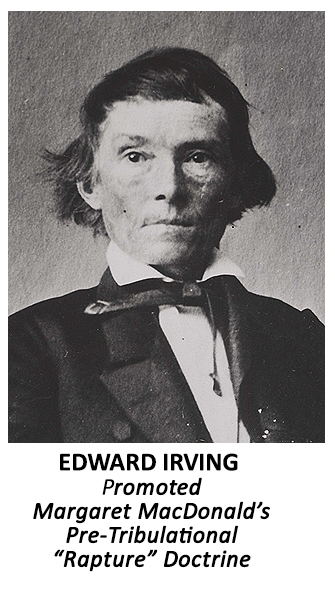 EDWARD IRVING
Promoted
Margaret MacDonald’s
Pre-Tribulational
“Rapture” Doctrine